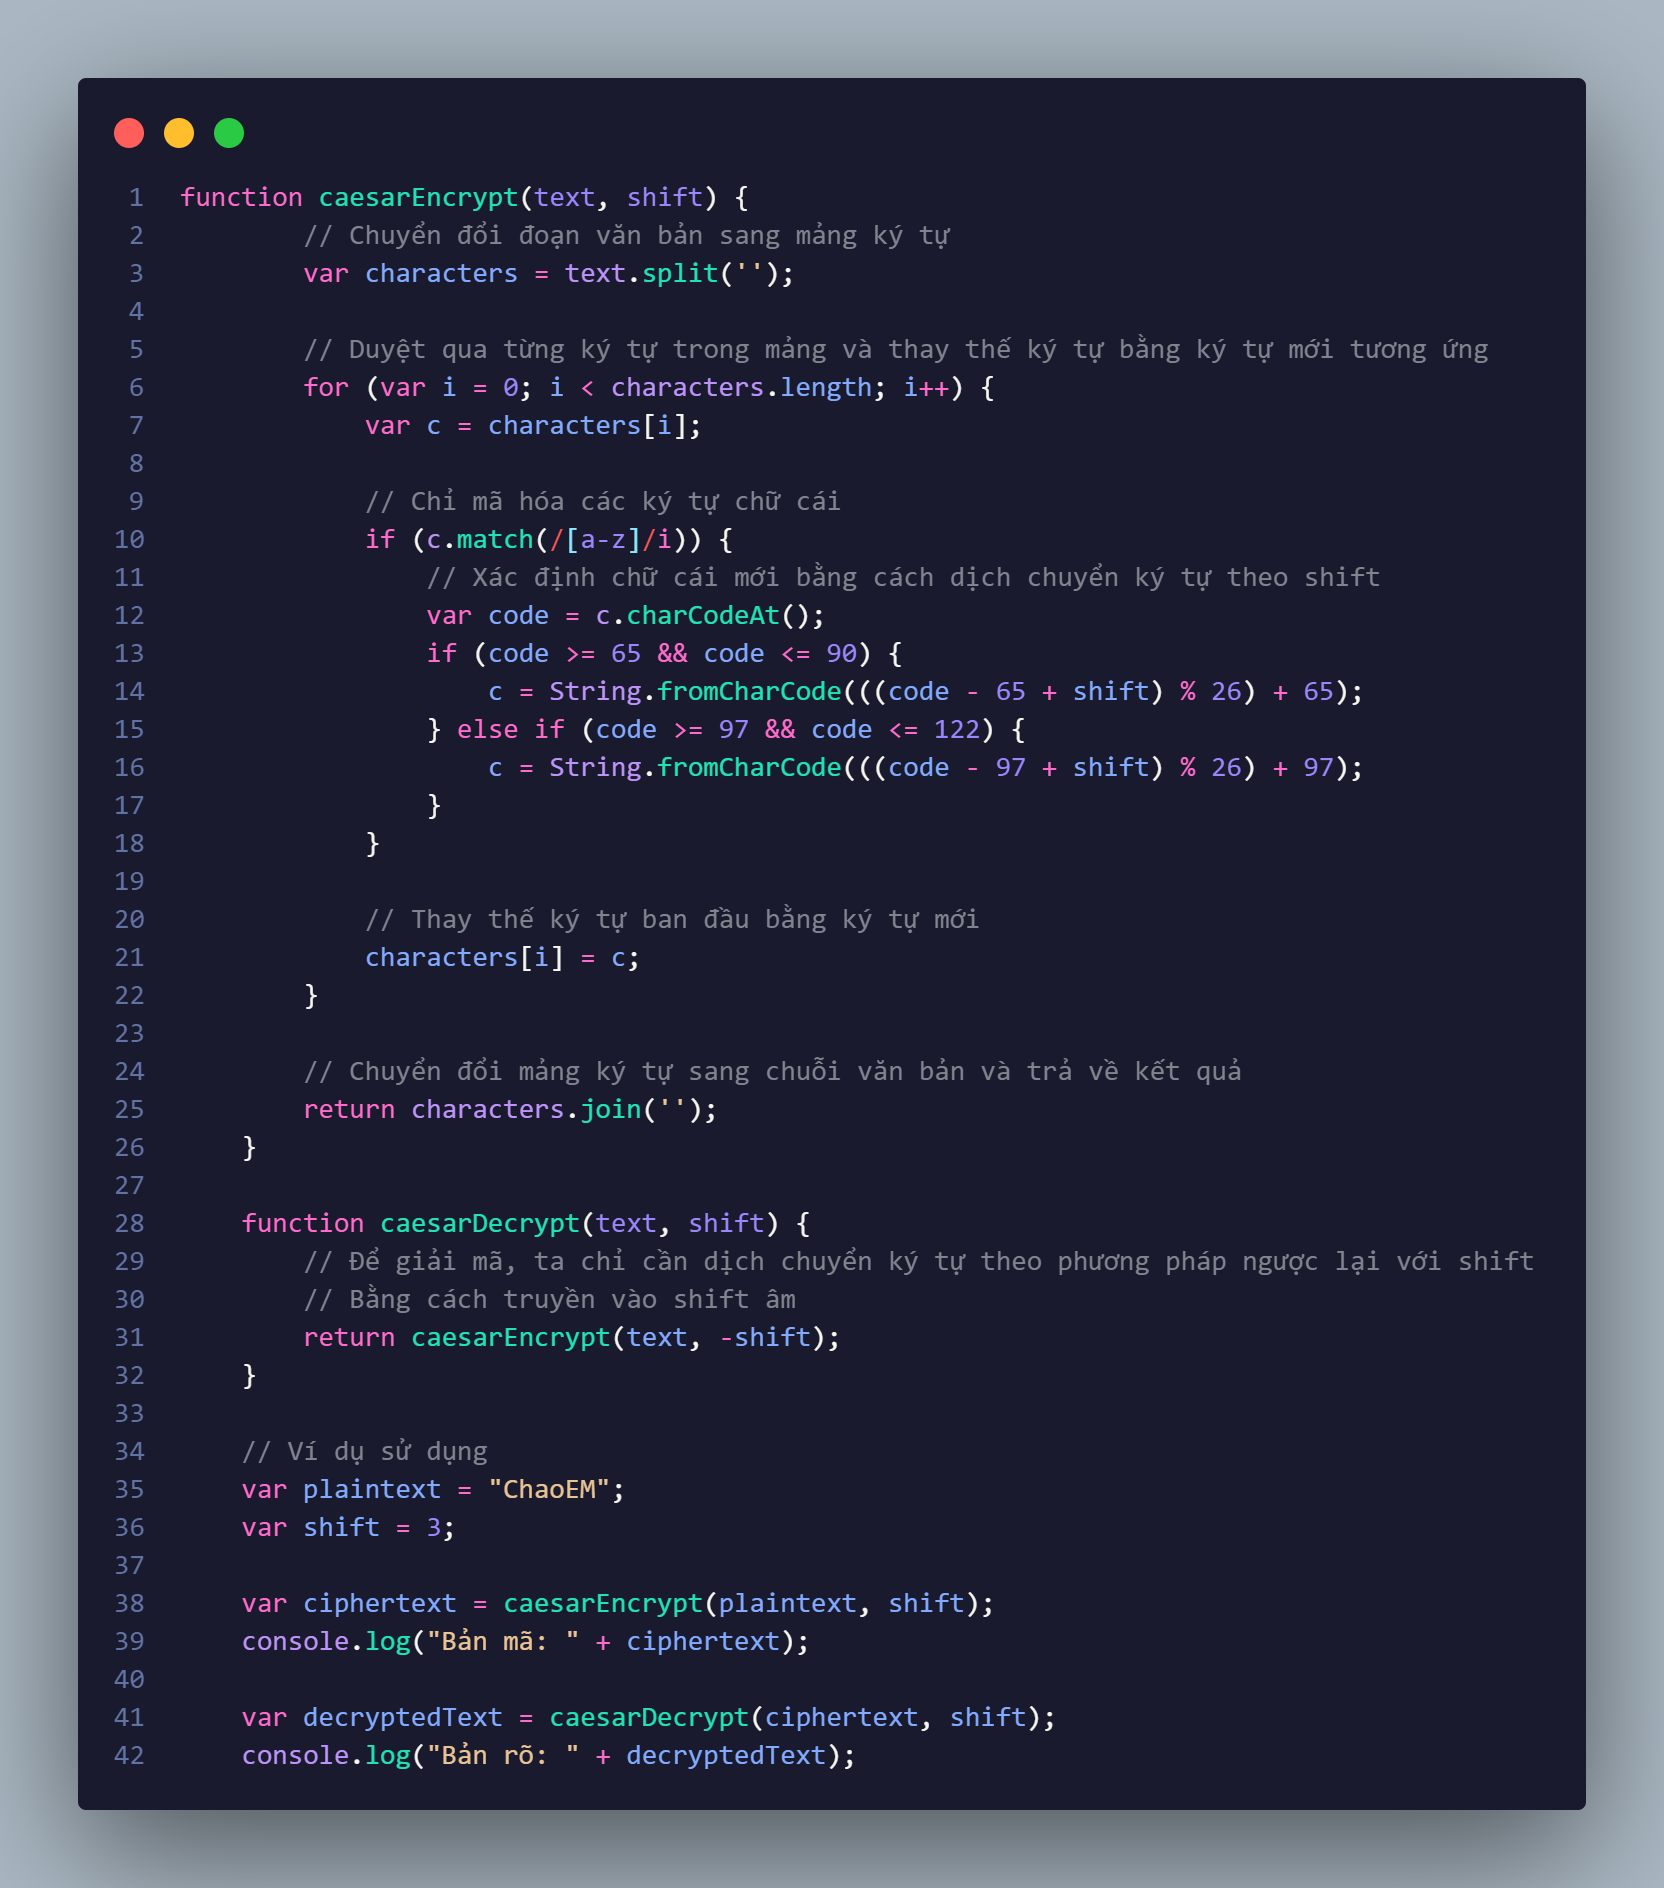 1 function caesarEncrypt(text, shift) {
2 // Chuyển đổi đoạn văn bản sang mảng ký tự
3 var characters = text.split('');
4
5 // Duyệt qua từng ký tự trong mảng và thay thế ký tự bằng ký tự mới tương ứng
6 for (var i = 0; i < characters.length; i++) {
7 var c = characters[i];
8
9 // Chỉ mã hóa các ký tự chữ cái
10 if (c.match(/[a-z]/i)) {
11 // Xác định chữ cái mới bằng cách dịch chuyển ký tự theo shift
12 var code = c.charCodeAt();
13 if (code >= 65 && code <= 90) {
14 c = String.fromCharCode(((code - 65 + shift) % 26) + 65);
15 } else if (code >= 97 && code <= 122) {
16 c = String.fromCharCode(((code - 97 + shift) % 26) + 97);
17 }
18 }
19
20 // Thay thế ký tự ban đầu bằng ký tự mới
21 characters[i] = c;
22 }
23
24 // Chuyển đổi mảng ký tự sang chuỗi văn bản và trả về kết quả
25 return characters.join('');
26 }
27
28 function caesarDecrypt(text, shift) {
29 // Để giải mã, ta chỉ cần dịch chuyển ký tự theo phương pháp ngược lại với shift
30 // Bằng cách truyền vào shift âm
31 return caesarEncrypt(text, -shift);
32 }
33
34 // Ví dụ sử dụng
35 var plaintext = "ChaoEM";
36 var shift = 3;
37
38 var ciphertext = caesarEncrypt(plaintext, shift);
39 console.log("Bản mã: " + ciphertext);
40
41 var decryptedText = caesarDecrypt(ciphertext, shift);
42 console.log("Bản rõ: " + decryptedText);